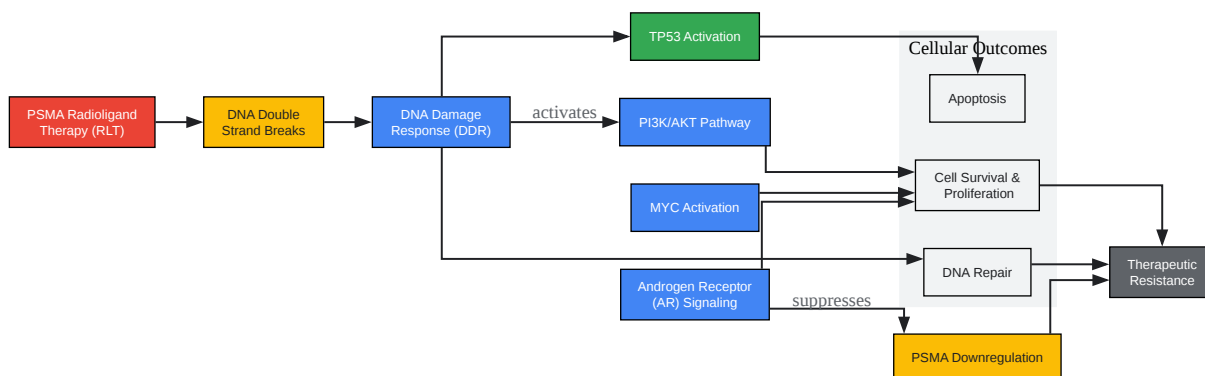 TP53 Activation
Cellular Outcomes
Apoptosis
PSMA Radioligand
Therapy (RLT)
DNA Double
Strand Breaks
DNA Damage
Response (DDR)
activates
PI3K/AKT Pathway
Cell Survival &
Proliferation
MYC Activation
DNA Repair
Therapeutic
Resistance
Androgen Receptor
(AR) Signaling
suppresses
PSMA Downregulation